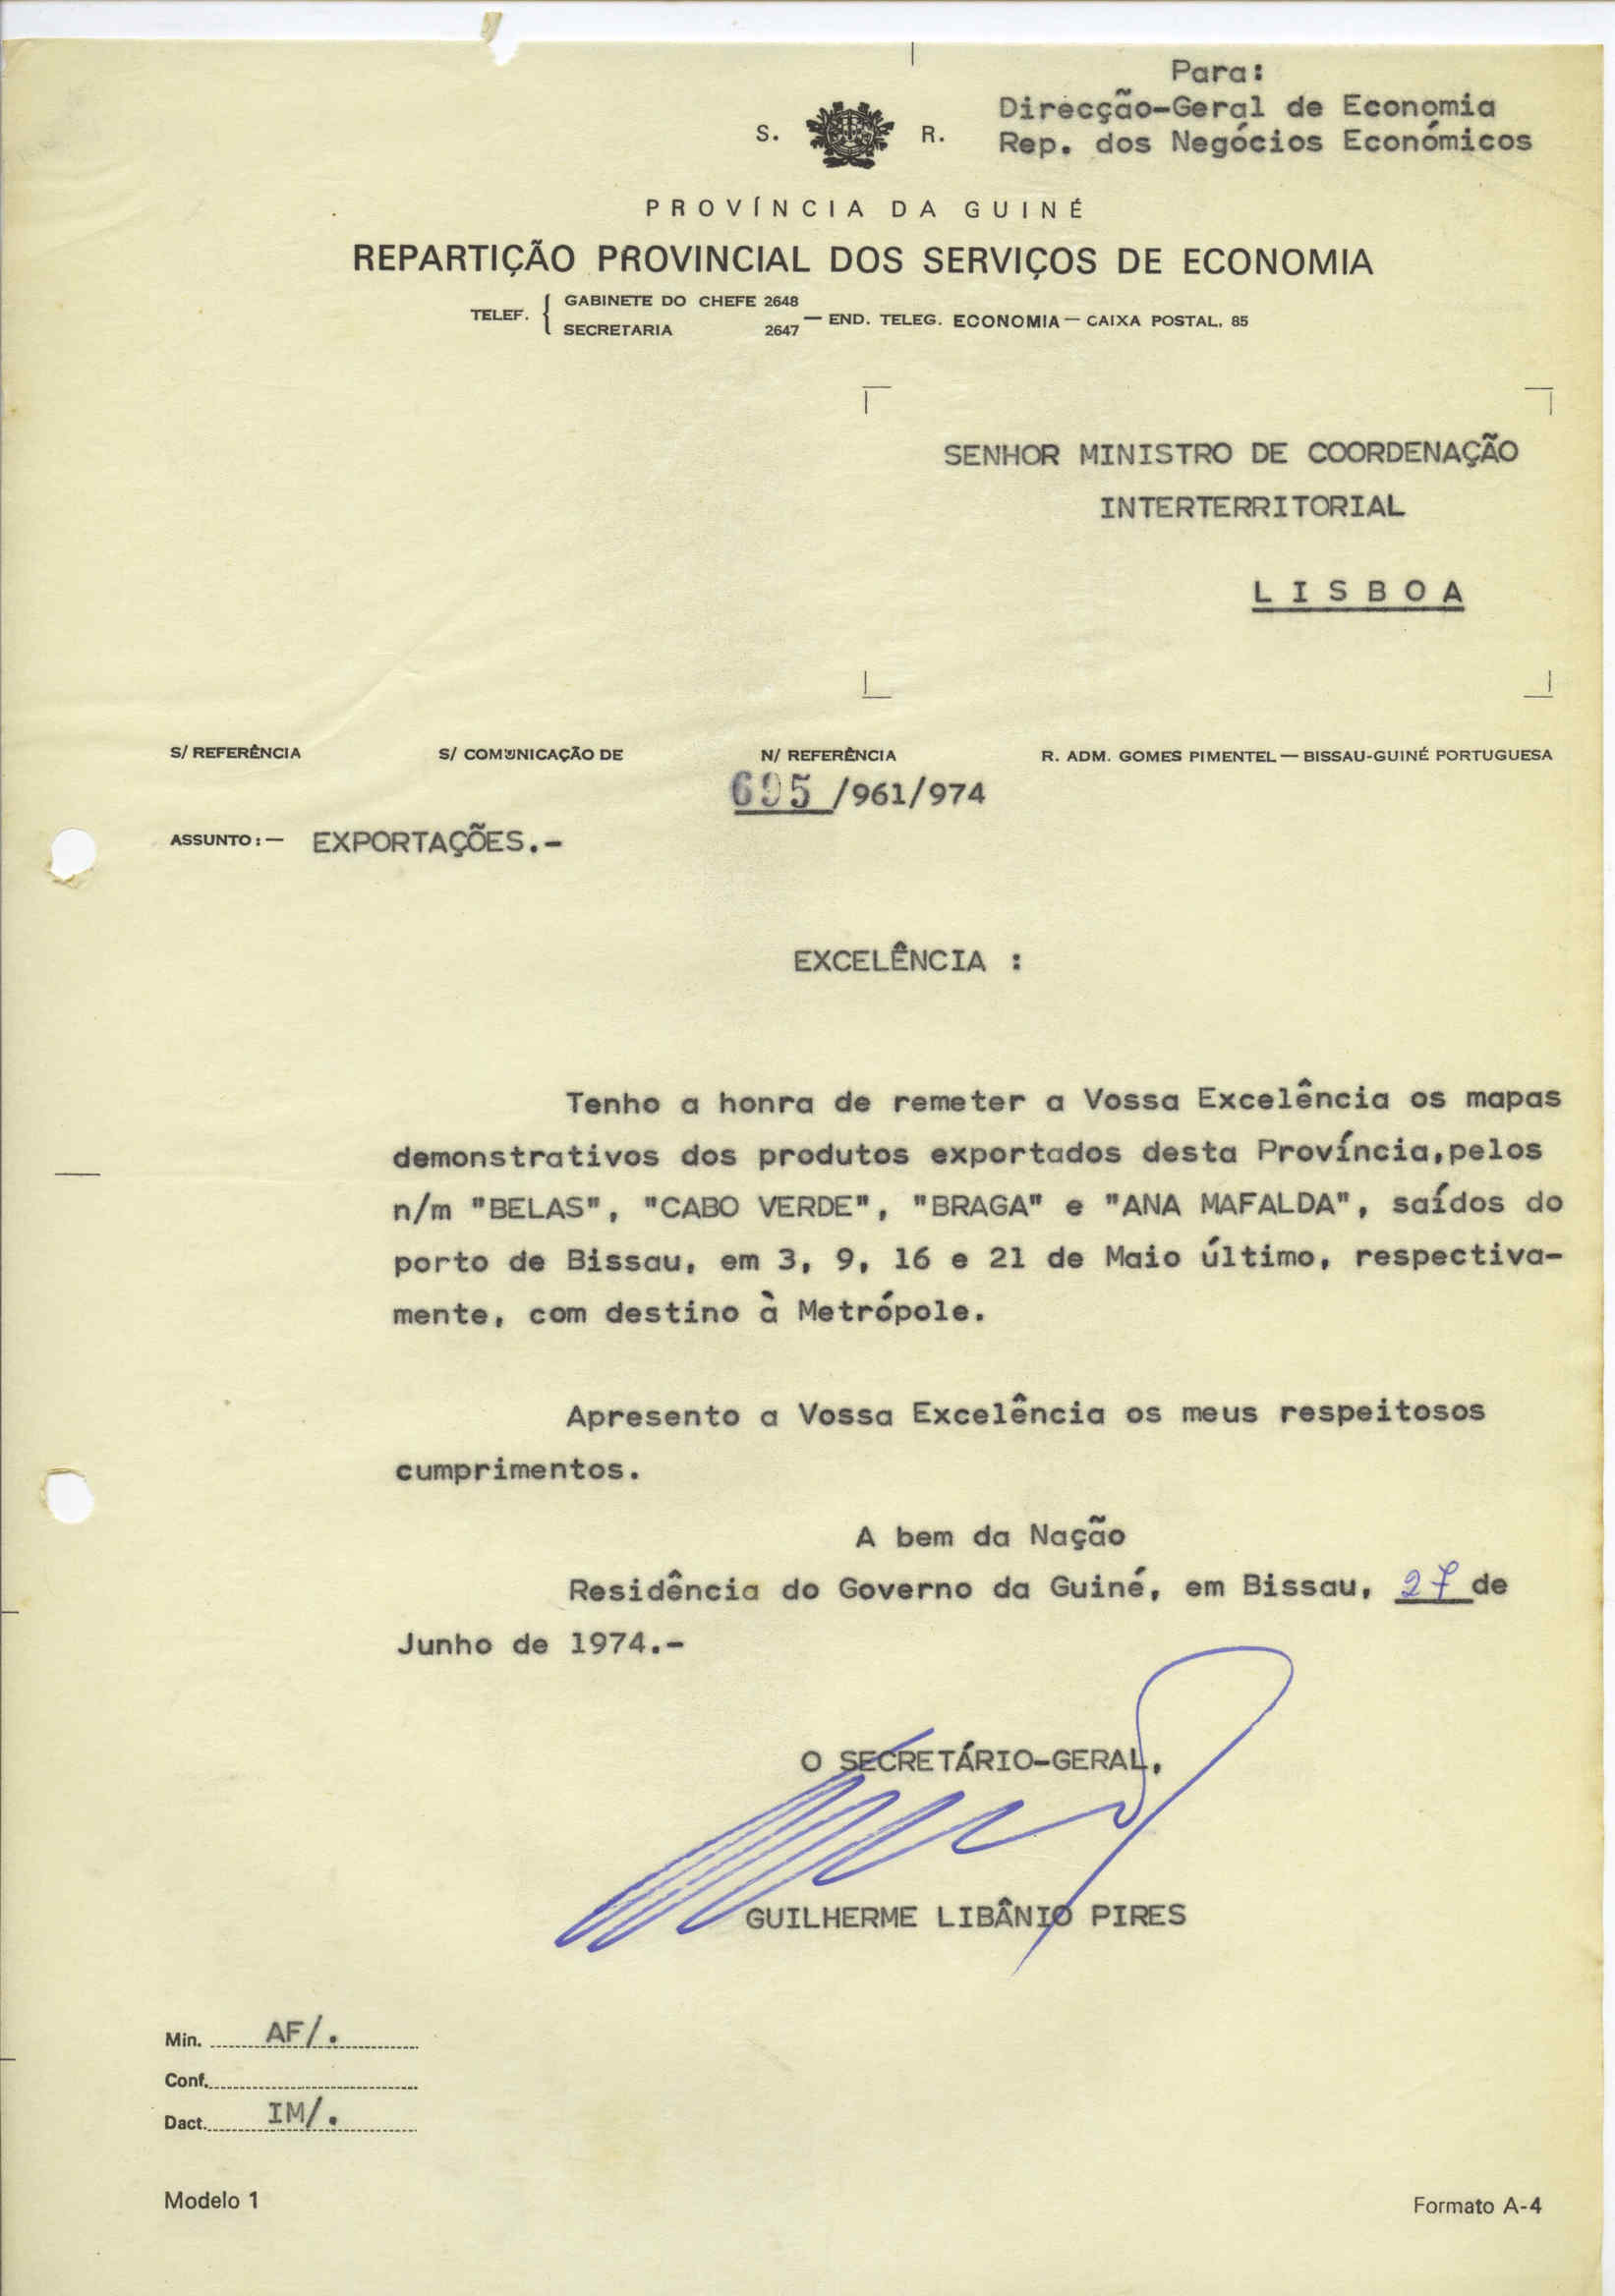 Para:
Direcção-Geral de Economia
Rep. dos Negócios Económicos
S. R.
PROVÍNCIA DA GUINÉ
REPARTIÇÃO PROVINCIAL DOS SERVIÇOS DE ECONOMIA
TELEF. { GABINETE DO CHEFE 2648
SECRETARIA 2647 — END. TELEG. ECONOMIA — CAIXA POSTAL, 85
SENHOR MINISTRO DE COORDENAÇÃO
INTERTERRITORIAL
L I S B O A
S/ REFERÊNCIA S/ COMUNICAÇÃO DE N/ REFERÊNCIA R. ADM. GOMES PIMENTEL — BISSAU-GUINÉ PORTUGUESA
695 /961/974
ASSUNTO: — EXPORTAÇÕES.-
EXCELÊNCIA :
Tenho a honra de remeter a Vossa Excelência os mapas
demonstrativos dos produtos exportados desta Província,pelos
n/m "BELAS", "CABO VERDE", "BRAGA" e "ANA MAFALDA", saídos do
porto de Bissau, em 3, 9, 16 e 21 de Maio último, respectiva-
mente, com destino à Metrópole.
Apresento a Vossa Excelência os meus respeitosos
cumprimentos.
A bem da Nação
Residência do Governo da Guiné, em Bissau, 27 de
Junho de 1974.-
O SECRETÁRIO-GERAL,
GUILHERME LIBÂNIO PIRES
Min. AF/.
Conf.
Dact. IM/.
Modelo 1 Formato A-4